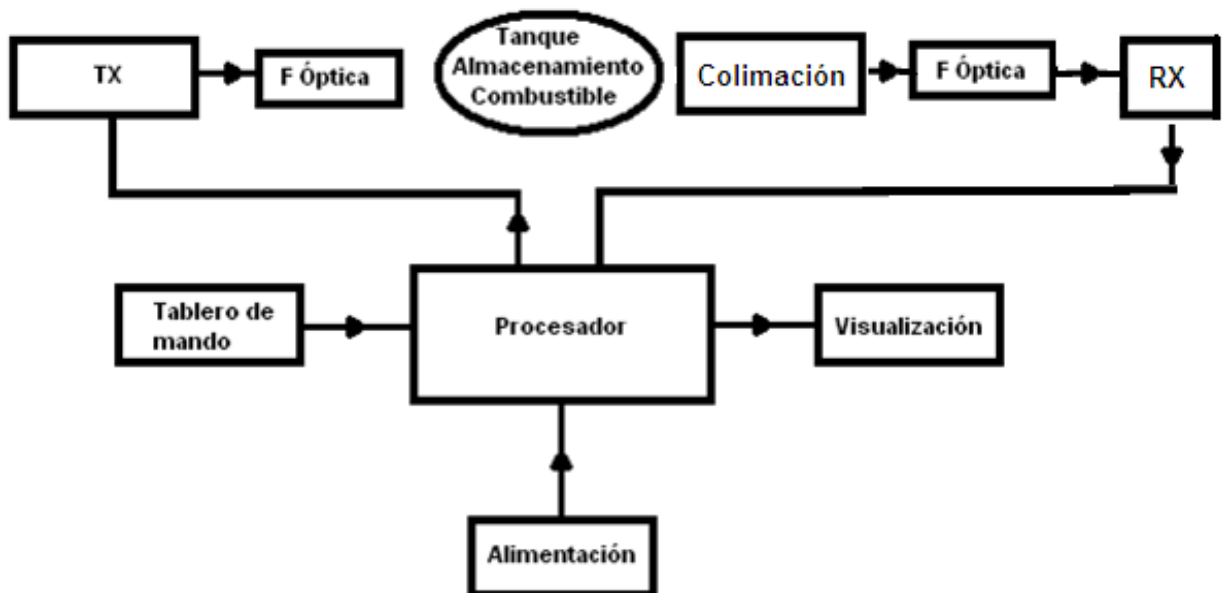 TX
F Óptica
Tanque
Almacenamiento
Combustible
Colimación
F Óptica
RX
Tablero de
mando
Procesador
Visualización
Alimentación